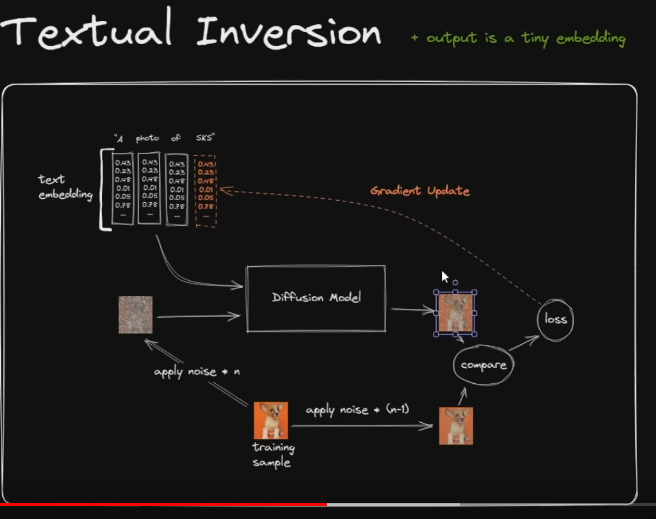 Textual Inversion
+ output is a tiny embedding
"A photo of SKS"
text
embedding
0.43 0.43 0.43 0.43
0.23 0.23 0.23 0.23
0.48 0.48 0.48 0.48
0.01 0.01 0.01 0.01
0.05 0.05 0.05 0.05
0.78 0.78 0.78 0.78
... ... ... ...
Gradient Update
Diffusion Model
loss
compare
apply noise * n
apply noise * (n-1)
training
sample